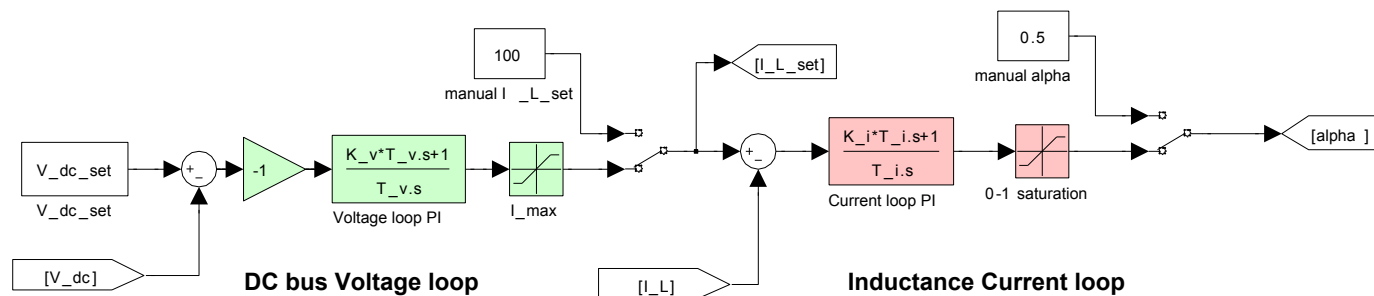 100
manual I _L_set
[I_L_set]
0.5
manual alpha
V_dc_set
V_dc_set
+
_
-1
K_v*T_v.s+1
T_v.s
Voltage loop PI
I_max
+
_
K_i*T_i.s+1
T_i.s
Current loop PI
0-1 saturation
[alpha ]
[V_dc]
DC bus Voltage loop
[I_L]
Inductance Current loop